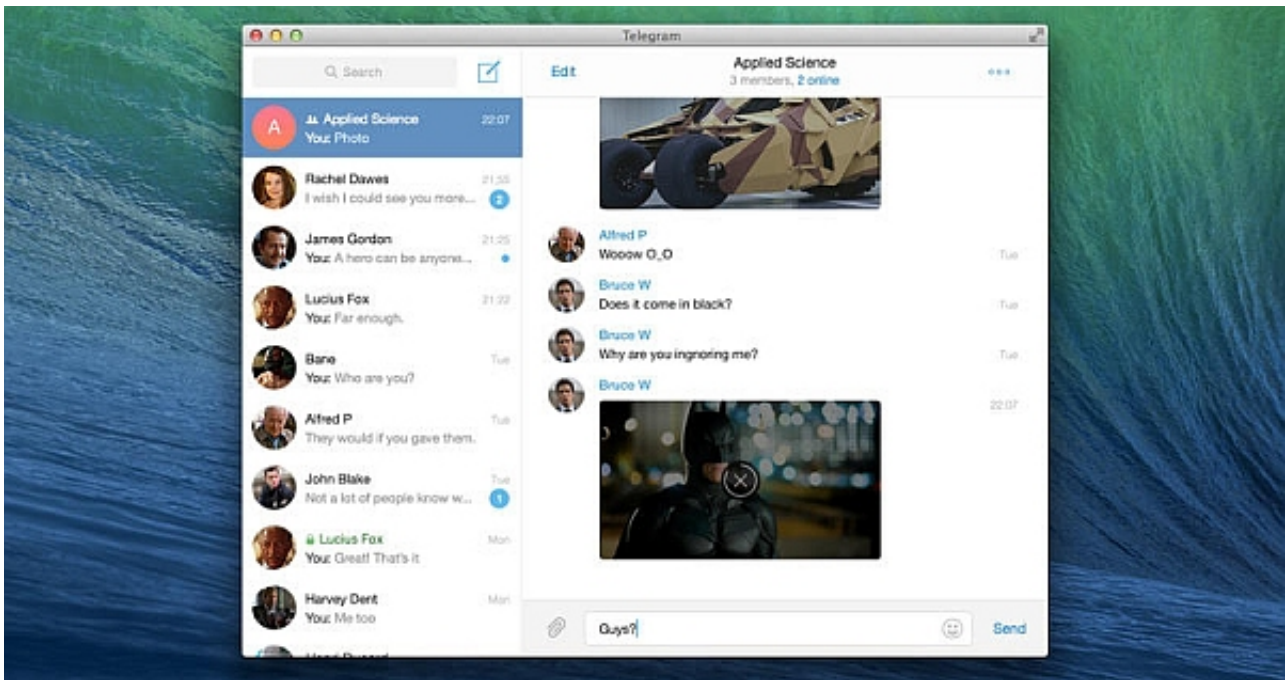 Telegram
Search
Edit
Applied Science
3 members, 2 online
A
Applied Science 22:07
You: Photo
Rachel Dawes 21:55
I wish I could see you more... 2
James Gordon 21:25
You: A hero can be anyone...
Lucius Fox 21:22
You: Far enough.
Bane Tue
You: Who are you?
Alfred P Tue
They would if you gave them.
John Blake Tue
Not a lot of people know w... 1
Lucius Fox Mon
You: Great! That's it
Harvey Dent Mon
You: Me too
Alfred P
Wooow O_O Tue
Bruce W
Does it come in black? Tue
Bruce W
Why are you ingnoring me? Tue
Bruce W
22:07
Guys?
Send